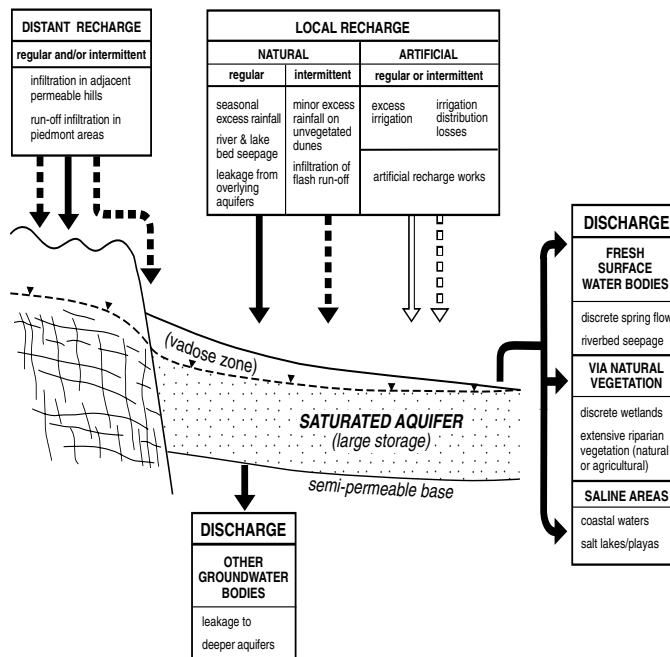 DISTANT RECHARGE
regular and/or intermittent
infiltration in adjacent
permeable hills
run-off infiltration in
piedmont areas
LOCAL RECHARGE
NATURAL
regular
seasonal
excess rainfall
river & lake
bed seepage
leakage from
overlying
aquifers
intermittent
minor excess
rainfall on
unvegetated
dunes
infiltration of
flash run-off
ARTIFICIAL
regular or intermittent
excess
irrigation
irrigation
distribution
losses
artificial recharge works
(vadose zone)
SATURATED AQUIFER
(large storage)
semi-permeable base
DISCHARGE
OTHER
GROUNDWATER
BODIES
leakage to
deeper aquifers
DISCHARGE
FRESH
SURFACE
WATER BODIES
discrete spring flow
riverbed seepage
VIA NATURAL
VEGETATION
discrete wetlands
extensive riparian
vegetation (natural
or agricultural)
SALINE AREAS
coastal waters
salt lakes/playas